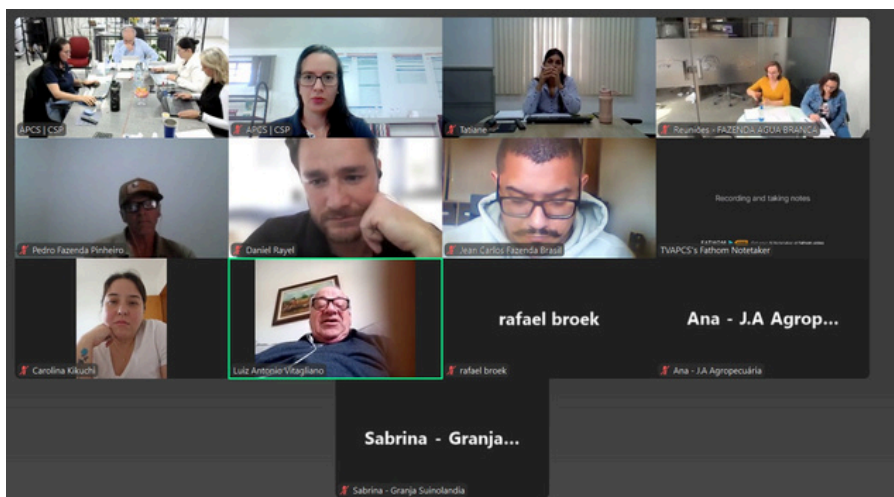 APCS | CSP
APCS | CSP
Tatiane
Reuniões - FAZENDA AGUA BRANCA
Pedro Fazenda Pinheiro
Daniel Rayel
Jean Carlos Fazenda Brasil
Recording and taking notes
FATHOM
TVAPCS's Fathom Notetaker
Carolina Kikuchi
Luiz Antonio Vitagliano
rafael broek
rafael broek
Ana - J.A Agrop...
Ana - J.A Agropecuária
Sabrina - Granja...
Sabrina - Granja Suinolandia